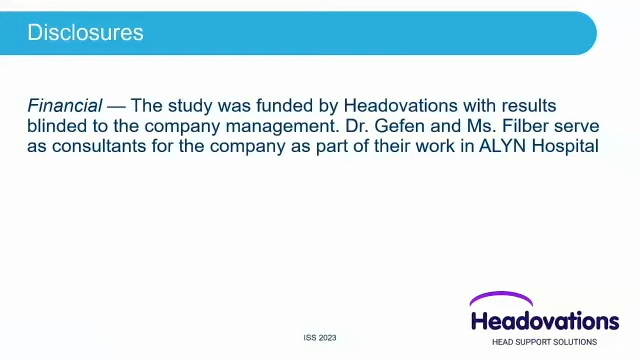 Disclosures
Financial — The study was funded by Headovations with results
blinded to the company management. Dr. Gefen and Ms. Filber serve
as consultants for the company as part of their work in ALYN Hospital
ISS 2023
Headovations
HEAD SUPPORT SOLUTIONS